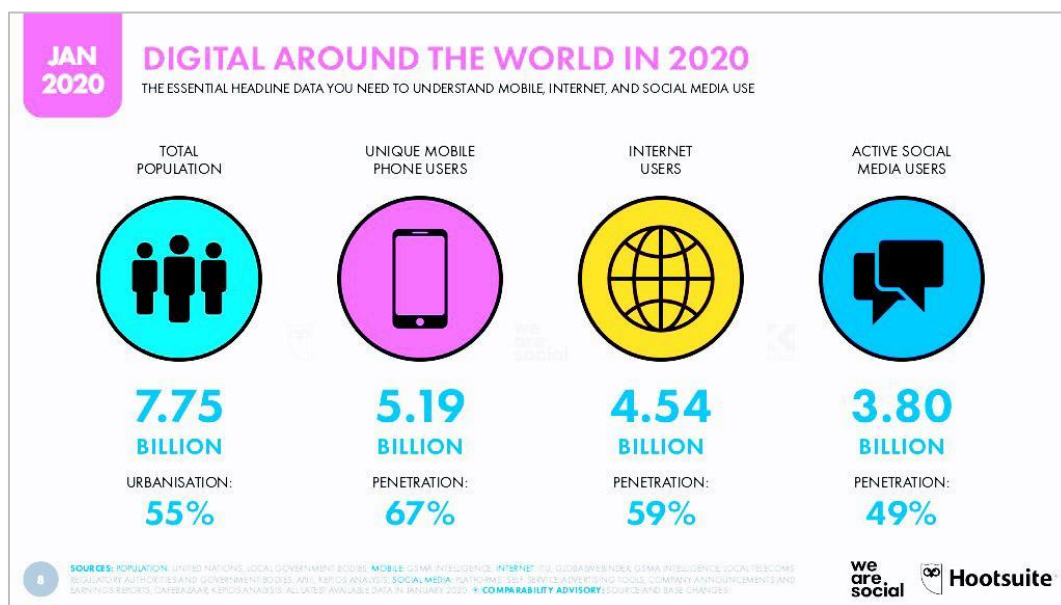 JAN
2020
DIGITAL AROUND THE WORLD IN 2020
THE ESSENTIAL HEADLINE DATA YOU NEED TO UNDERSTAND MOBILE, INTERNET, AND SOCIAL MEDIA USE
TOTAL
POPULATION
UNIQUE MOBILE
PHONE USERS
INTERNET
USERS
ACTIVE SOCIAL
MEDIA USERS
7.75
BILLION
5.19
BILLION
4.54
BILLION
3.80
BILLION
URBANISATION:
55%
PENETRATION:
67%
PENETRATION:
59%
PENETRATION:
49%
8
SOURCES: POPULATION: UNITED NATIONS, LOCAL GOVERNMENT BODIES; MOBILE: GSMA INTELLIGENCE; INTERNET: ITU, GLOBALWEBINDEX, GSMA INTELLIGENCE, LOCAL TELECOMS
REGULATORY AUTHORITIES AND GOVERNMENT BODIES, APJII, KEPIOS ANALYSIS; SOCIAL MEDIA: PLATFORMS' SELF-SERVICE ADVERTISING TOOLS, COMPANY ANNOUNCEMENTS AND
EARNINGS REPORTS, CAFEBAZAAR, KEPIOS ANALYSIS. ALL LATEST AVAILABLE DATA IN JANUARY 2020. COMPARABILITY ADVISORY: SOURCE AND BASE CHANGES.
we
are
social
Hootsuite
we
are
social